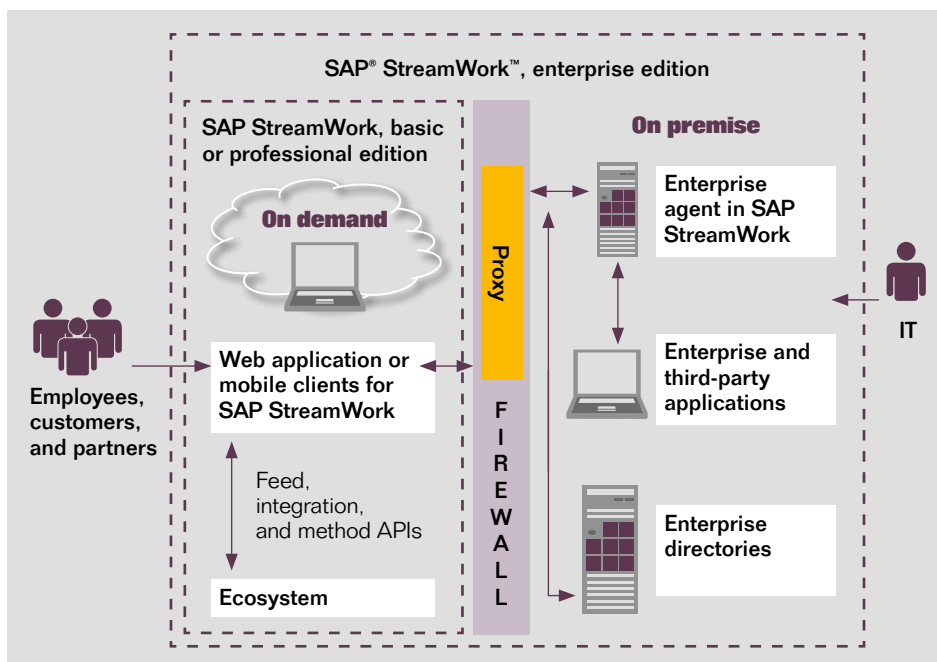 SAP® StreamWork™, enterprise edition
SAP StreamWork, basic
or professional edition
On demand
Web application or
mobile clients for
SAP StreamWork
Feed,
integration,
and method APIs
Ecosystem
Employees,
customers,
and partners
Proxy
FIREWALL
On premise
Enterprise
agent in SAP
StreamWork
Enterprise and
third-party
applications
Enterprise
directories
IT